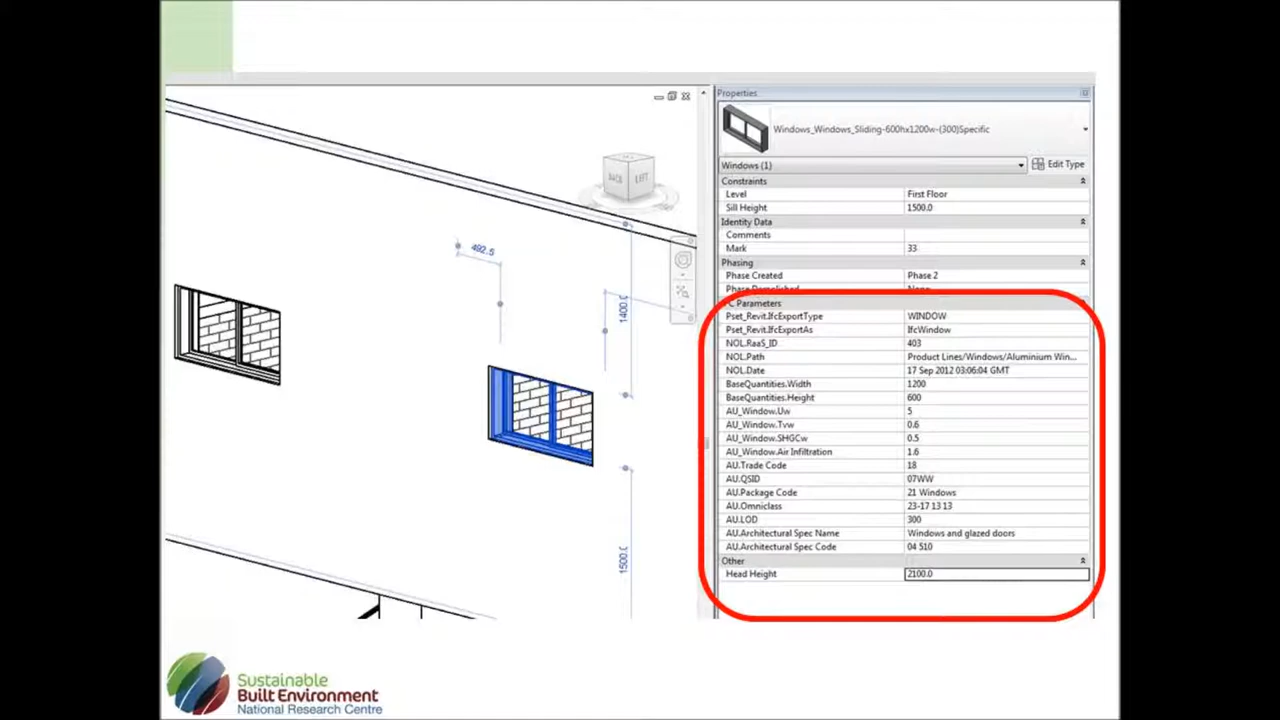 Properties
Windows_Windows_Sliding-600hx1200w-(300)Specific
Windows (1)
Edit Type
Constraints
Level First Floor
Sill Height 1500.0
Identity Data
Comments
Mark 33
Phasing
Phase Created Phase 2
Phase Demolished None
C Parameters
Pset_Revit.IfcExportType WINDOW
Pset_Revit.IfcExportAs IfcWindow
NOL.RaaS_ID 403
NOL.Path Product Lines/Windows/Aluminium Win...
NOL.Date 17 Sep 2012 03:06:04 GMT
BaseQuantities.Width 1200
BaseQuantities.Height 600
AU_Window.Uw 5
AU_Window.Tvw 0.6
AU_Window.SHGCw 0.5
AU_Window.Air Infiltration 1.6
AU.Trade Code 18
AU.QSID 07WW
AU.Package Code 21 Windows
AU.Omniclass 23-17 13 13
AU.LOD 300
AU.Architectural Spec Name Windows and glazed doors
AU.Architectural Spec Code 04 510
Other
Head Height 2100.0
BACK LEFT
492.5
1400.0
1500.0
Sustainable
Built Environment
National Research Centre